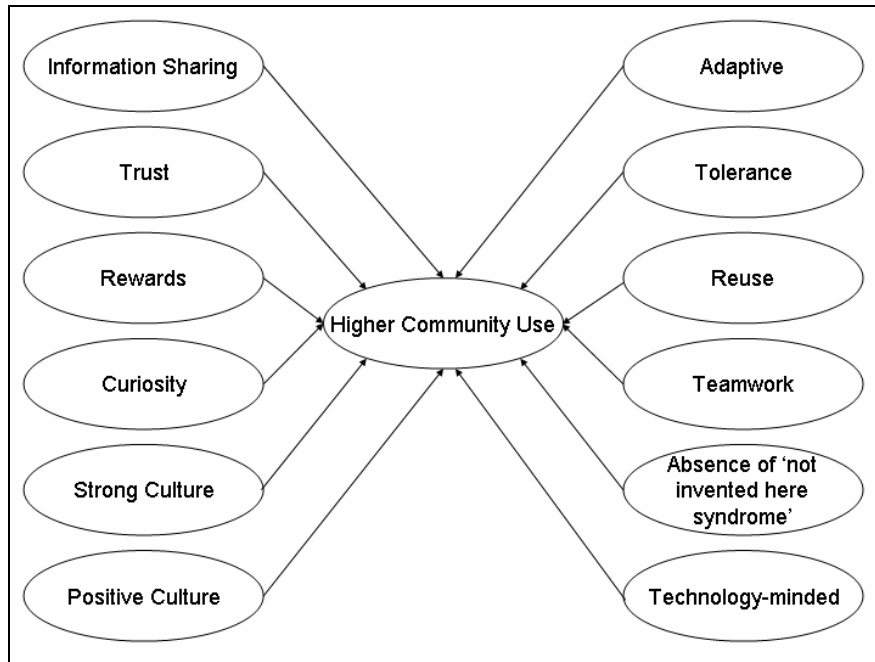 Information Sharing
Adaptive
Trust
Tolerance
Rewards
Reuse
Higher Community Use
Curiosity
Teamwork
Strong Culture
Absence of ‘not
invented here
syndrome’
Positive Culture
Technology-minded